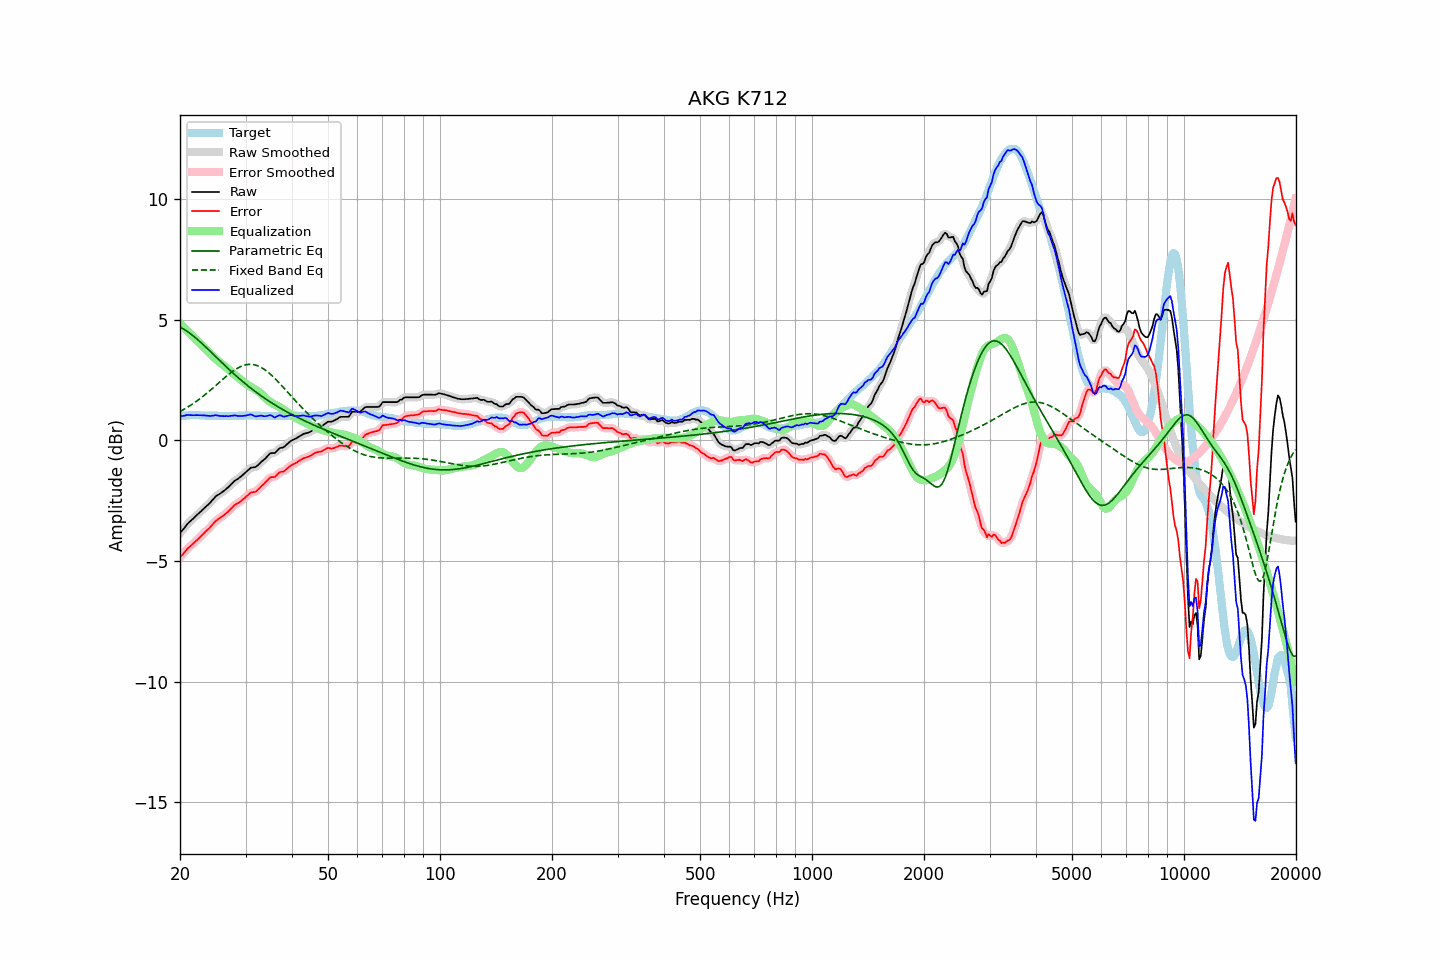 AKG K712
Target
Raw Smoothed
Error Smoothed
Raw
Error
Equalization
Parametric Eq
Fixed Band Eq
Equalized
10
5
0
−5
−10
−15
Amplitude (dBr)
20 50 100 200 500 1000 2000 5000 10000 20000
Frequency (Hz)